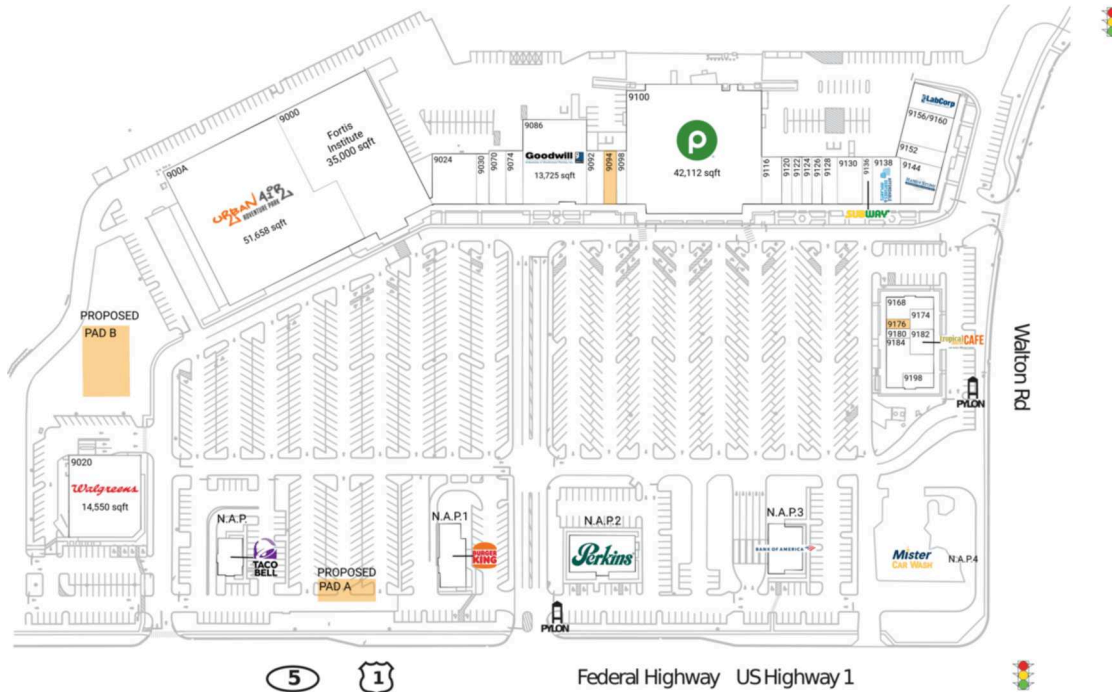 9100
9000
Fortis
Institute
35,000 sqft
900A
URBAN AIR
ADVENTURE PARK
51,658 sqft
9024
9030
9070
9074
9086
Goodwill
13,725 sqft
9092
9094
9098
P
42,112 sqft
9116
9120
9122
9124
9126
9128
9130
9136
9138
SUBWAY
LabCorp
9156/9160
9152
9144
PROPOSED
PAD B
9168
9174
9176
9180
9182
9184
9198
Tropical CAFE
PYLON
Walton Rd
9020
Walgreens
14,550 sqft
N.A.P.
TACO
BELL
PROPOSED
PAD A
N.A.P.1
BURGER
KING
N.A.P.2
Perkins
PYLON
N.A.P.3
BANK OF AMERICA
Mister
CAR WASH
N.A.P.4
5
1
Federal Highway US Highway 1